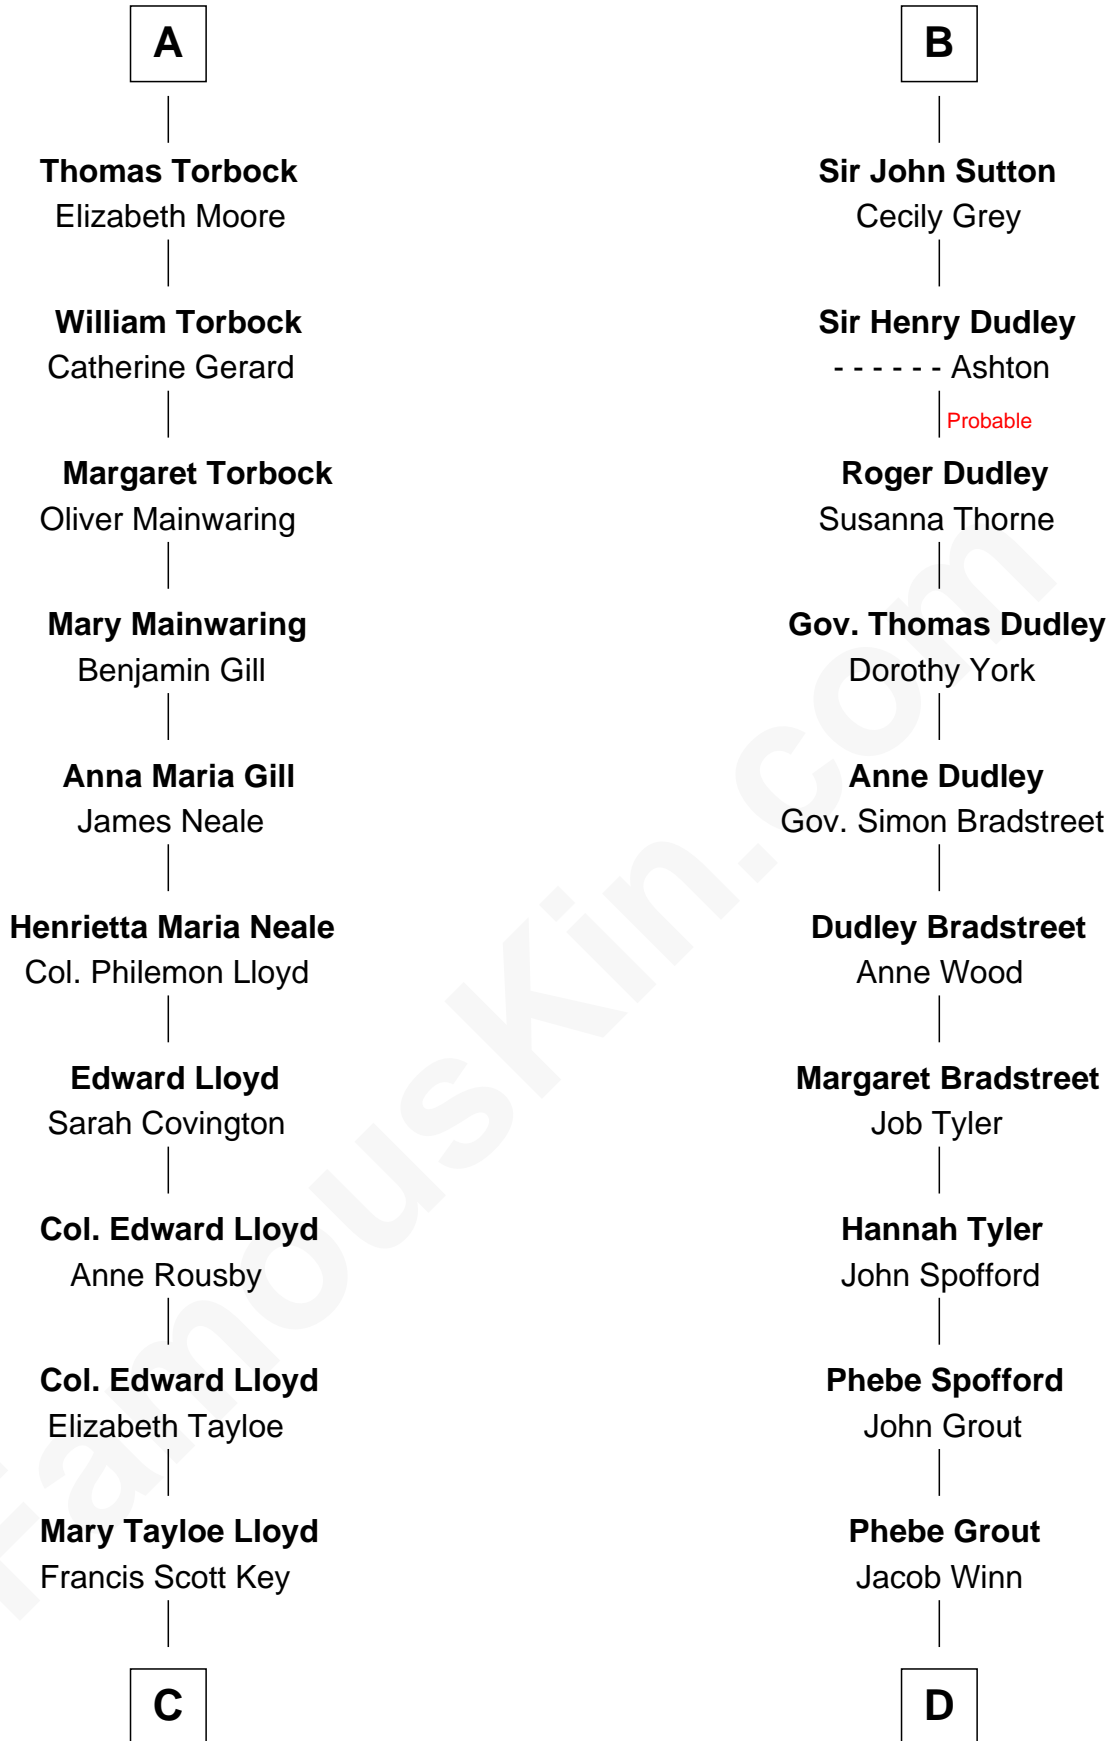 A
Thomas Torbock
Elizabeth Moore
William Torbock
Catherine Gerard
Margaret Torbock
Oliver Mainwaring
Mary Mainwaring
Benjamin Gill
Anna Maria Gill
James Neale
Henrietta Maria Neale
Col. Philemon Lloyd
Edward Lloyd
Sarah Covington
Col. Edward Lloyd
Anne Rousby
Col. Edward Lloyd
Elizabeth Tayloe
Mary Tayloe Lloyd
Francis Scott Key
C
B
Sir John Sutton
Cecily Grey
Sir Henry Dudley
- - - - - - Ashton
Probable
Roger Dudley
Susanna Thorne
Gov. Thomas Dudley
Dorothy York
Anne Dudley
Gov. Simon Bradstreet
Dudley Bradstreet
Anne Wood
Margaret Bradstreet
Job Tyler
Hannah Tyler
John Spofford
Phebe Spofford
John Grout
Phebe Grout
Jacob Winn
D
FamousKin.com